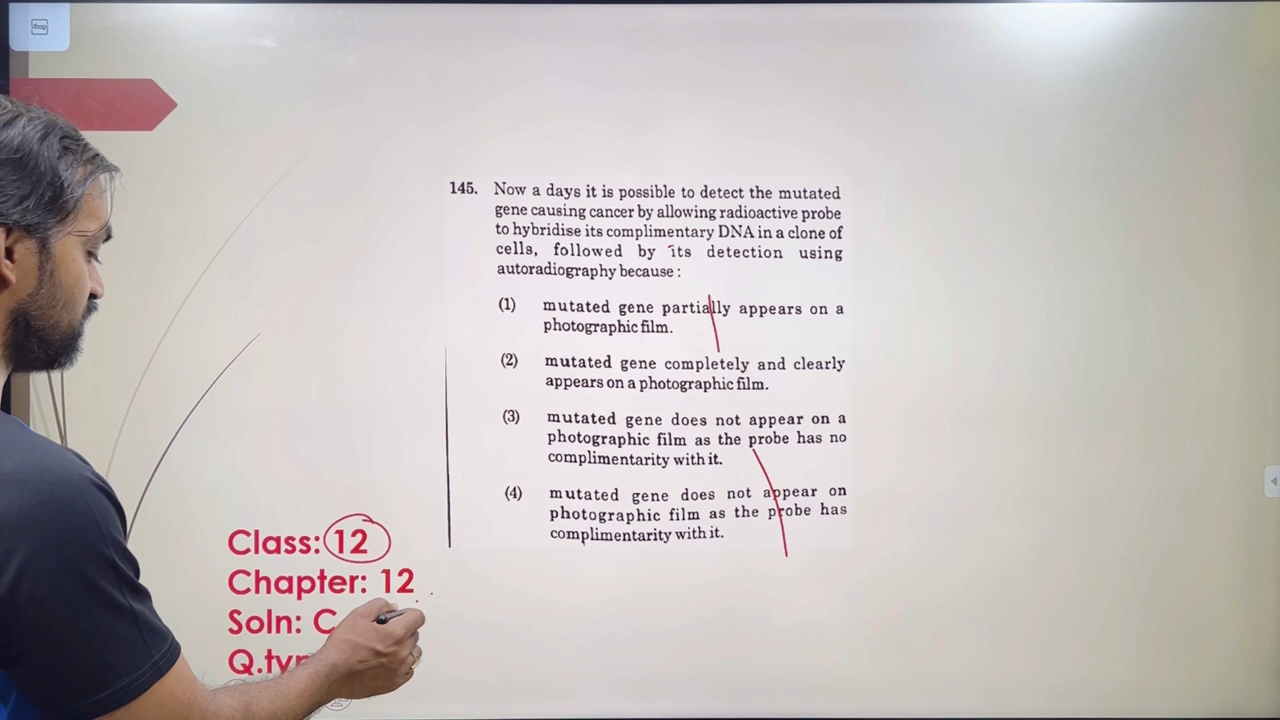 145. Now a days it is possible to detect the mutated
gene causing cancer by allowing radioactive probe
to hybridise its complimentary DNA in a clone of
cells, followed by its detection using
autoradiography because :
(1) mutated gene partially appears on a
photographic film.
(2) mutated gene completely and clearly
appears on a photographic film.
(3) mutated gene does not appear on a
photographic film as the probe has no
complimentarity with it.
(4) mutated gene does not appear on
photographic film as the probe has
complimentarity with it.
Class: 12
Chapter: 12
Soln: C